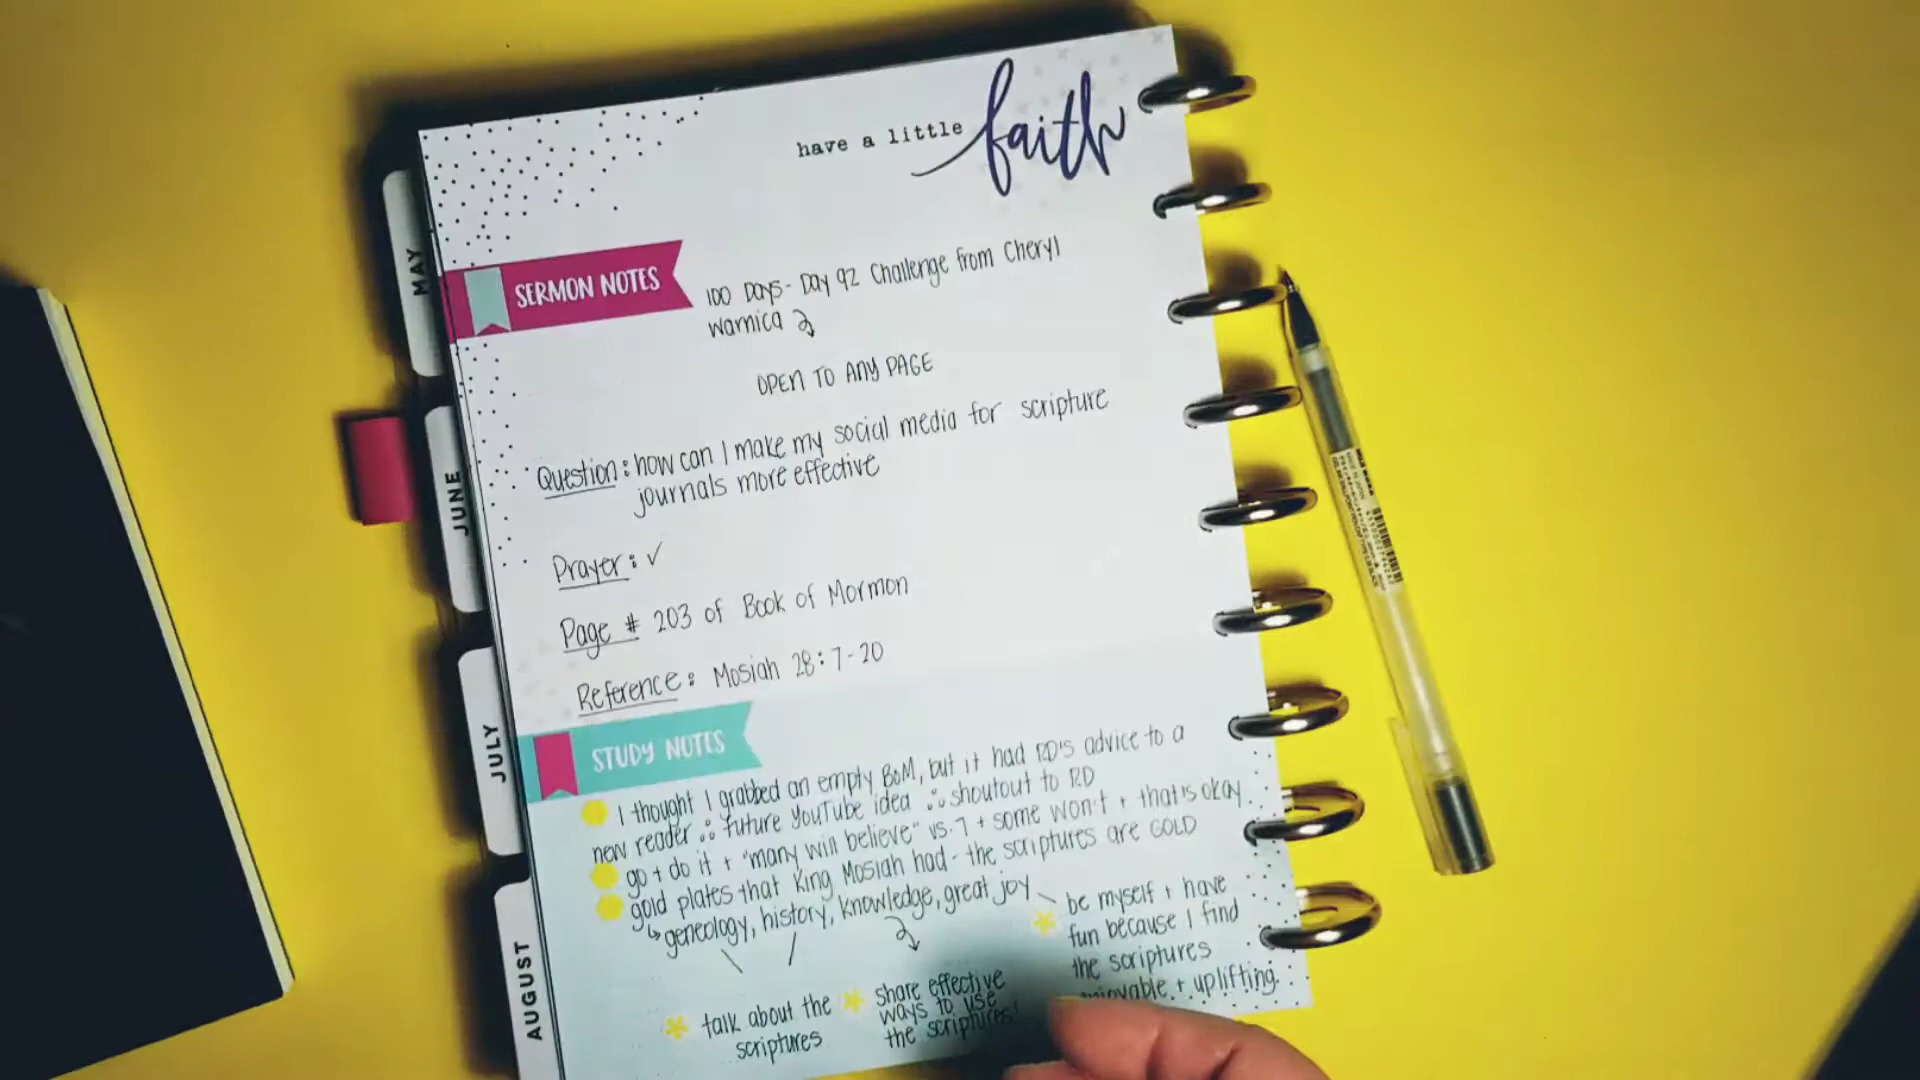 have a little faith
SERMON NOTES
100 Days - Day 92 Challenge from Cheryl
Warnica
OPEN TO ANY PAGE
Question: how can I make my social media for scripture
journals more effective
Prayer: ✓
Page # 203 of Book of Mormon
Reference: Mosiah 28:7-20
STUDY NOTES
I thought I grabbed an empty BoM, but it had RD'S advice to a
new reader ∴ future YouTube idea ∴ shoutout to RD
go + do it + "many will believe" vs. 7 + some won't + that's okay
gold plates that King Mosiah had - the scriptures are GOLD
↳ geneology, history, knowledge, great joy
talk about the
scriptures
share effective
ways to use
the scriptures!
be myself + have
fun because I find
the scriptures
enjoyable + uplifting.
MAY
JUNE
JULY
AUGUST